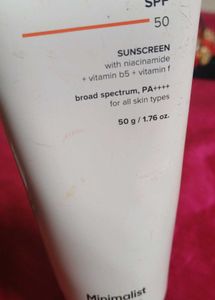 SPF
50
SUNSCREEN
with niacinamide
+ vitamin b5 + vitamin f
broad spectrum, PA++++
for all skin types
50 g / 1.76 oz.
Minimalist